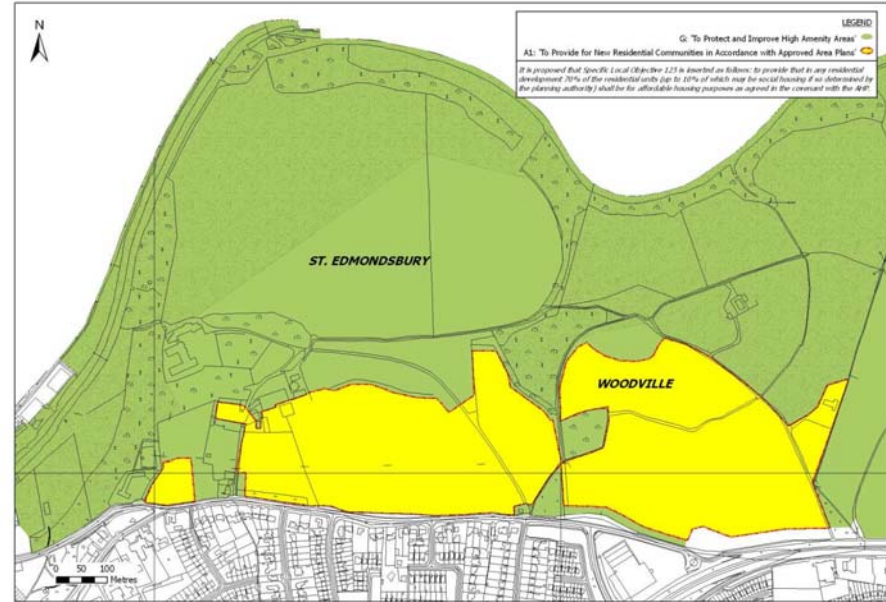 N
LEGEND
G: 'To Protect and Improve High Amenity Areas'
A1: 'To Provide for New Residential Communities in Accordance with Approved Area Plans'
It is proposed that Specific Local Objective 123 is inserted as follows: to provide that in any residential
development 70% of the residential units (up to 10% of which may be social housing if so determined by
the planning authority) shall be for affordable housing purposes as agreed in the covenant with the AHP.
ST. EDMONDSBURY
WOODVILLE
0 50 100
Metres